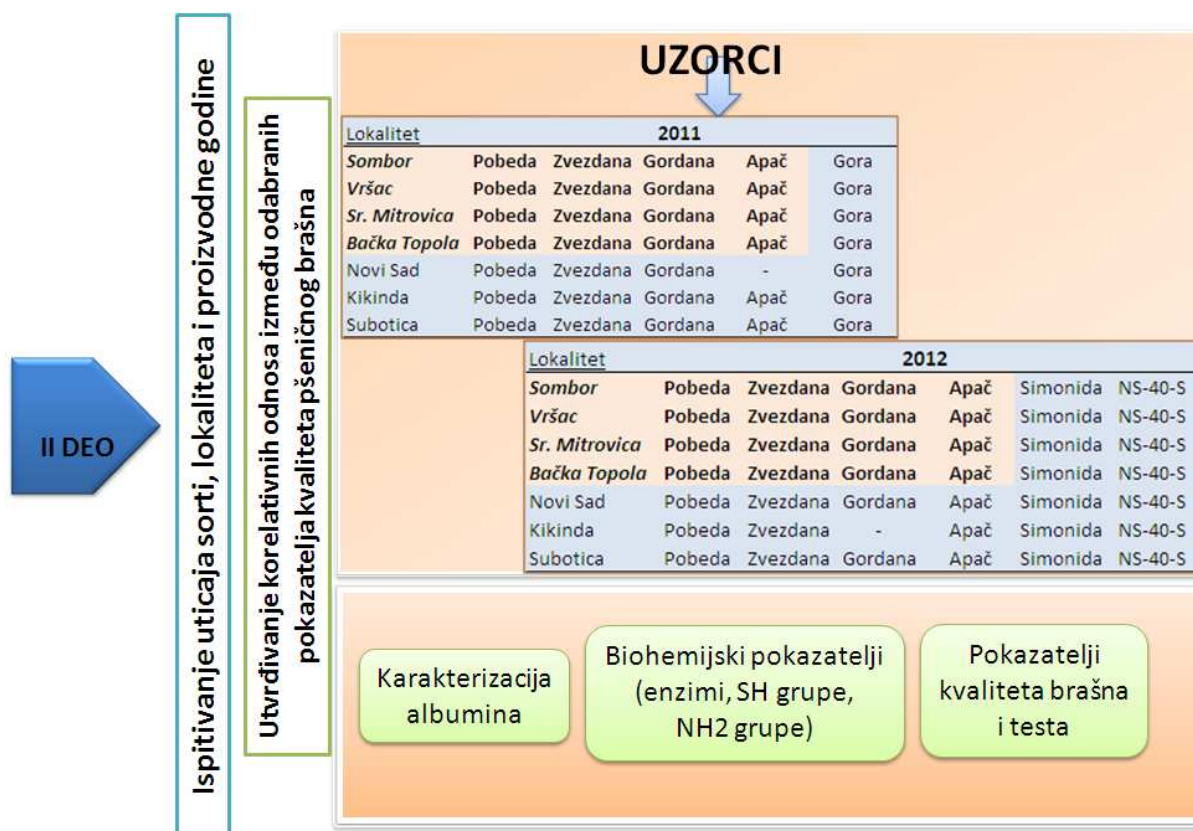 II DEO
Ispitivanje uticaja sorti, lokaliteta i proizvodne godine
Utvrđivanje korelativnih odnosa između odabranih
pokazatelja kvaliteta pšeničnog brašna
UZORCI
Lokalitet 2011
Sombor Pobeda Zvezdana Gordana Apač Gora
Vršac Pobeda Zvezdana Gordana Apač Gora
Sr. Mitrovica Pobeda Zvezdana Gordana Apač Gora
Bačka Topola Pobeda Zvezdana Gordana Apač Gora
Novi Sad Pobeda Zvezdana Gordana - Gora
Kikinda Pobeda Zvezdana Gordana Apač Gora
Subotica Pobeda Zvezdana Gordana Apač Gora
Lokalitet 2012
Sombor Pobeda Zvezdana Gordana Apač Simonida NS-40-S
Vršac Pobeda Zvezdana Gordana Apač Simonida NS-40-S
Sr. Mitrovica Pobeda Zvezdana Gordana Apač Simonida NS-40-S
Bačka Topola Pobeda Zvezdana Gordana Apač Simonida NS-40-S
Novi Sad Pobeda Zvezdana Gordana Apač Simonida NS-40-S
Kikinda Pobeda Zvezdana - Apač Simonida NS-40-S
Subotica Pobeda Zvezdana Gordana Apač Simonida NS-40-S
Karakterizacija
albumina
Biohemijski pokazatelji
(enzimi, SH grupe,
NH2 grupe)
Pokazatelji
kvaliteta brašna
i testa